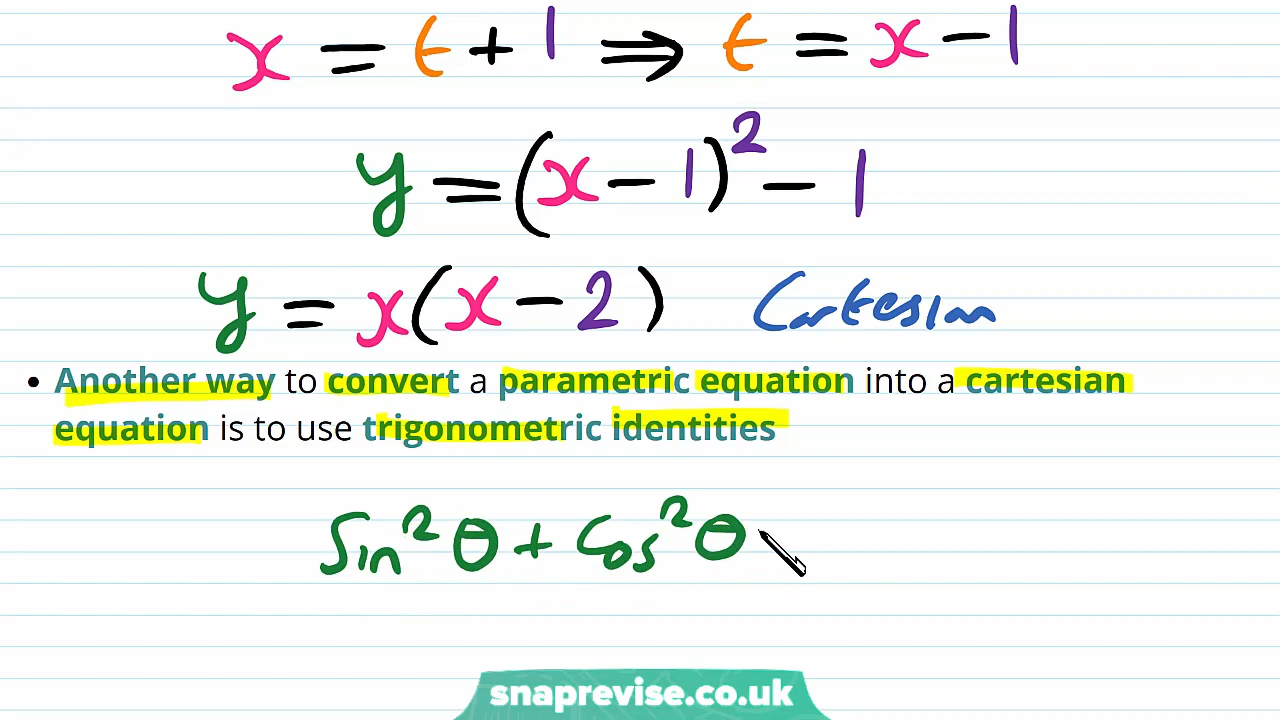 x = t + 1 ⇒ t = x - 1
y = (x - 1)² - 1
y = x(x - 2) Cartesian
• Another way to convert a parametric equation into a cartesian
equation is to use trigonometric identities
Sin²θ + Cos²θ
snaprevise.co.uk